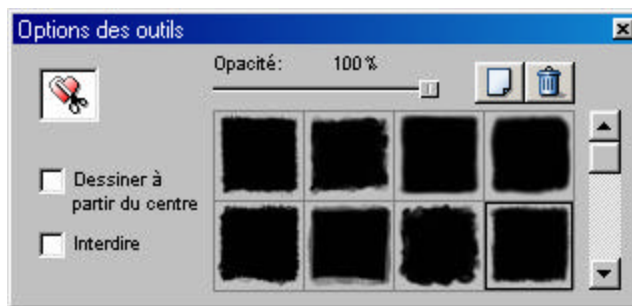 Options des outils
Opacité: 100 %
Dessiner à
partir du centre
Interdire